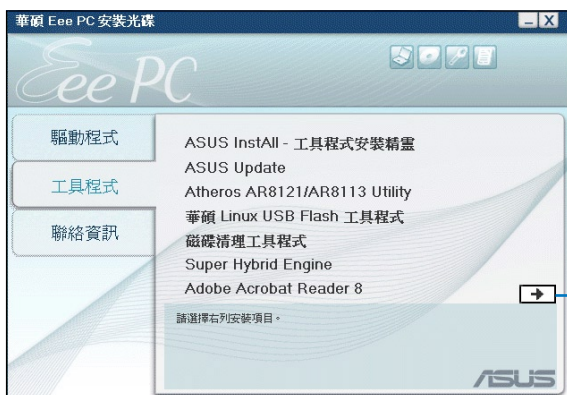 華碩 Eee PC 安裝光碟
Eee PC
驅動程式
工具程式
聯絡資訊
ASUS InstAll - 工具程式安裝精靈
ASUS Update
Atheros AR8121/AR8113 Utility
華碩 Linux USB Flash 工具程式
磁碟清理工具程式
Super Hybrid Engine
Adobe Acrobat Reader 8
請選擇右列安裝項目。
ASUS